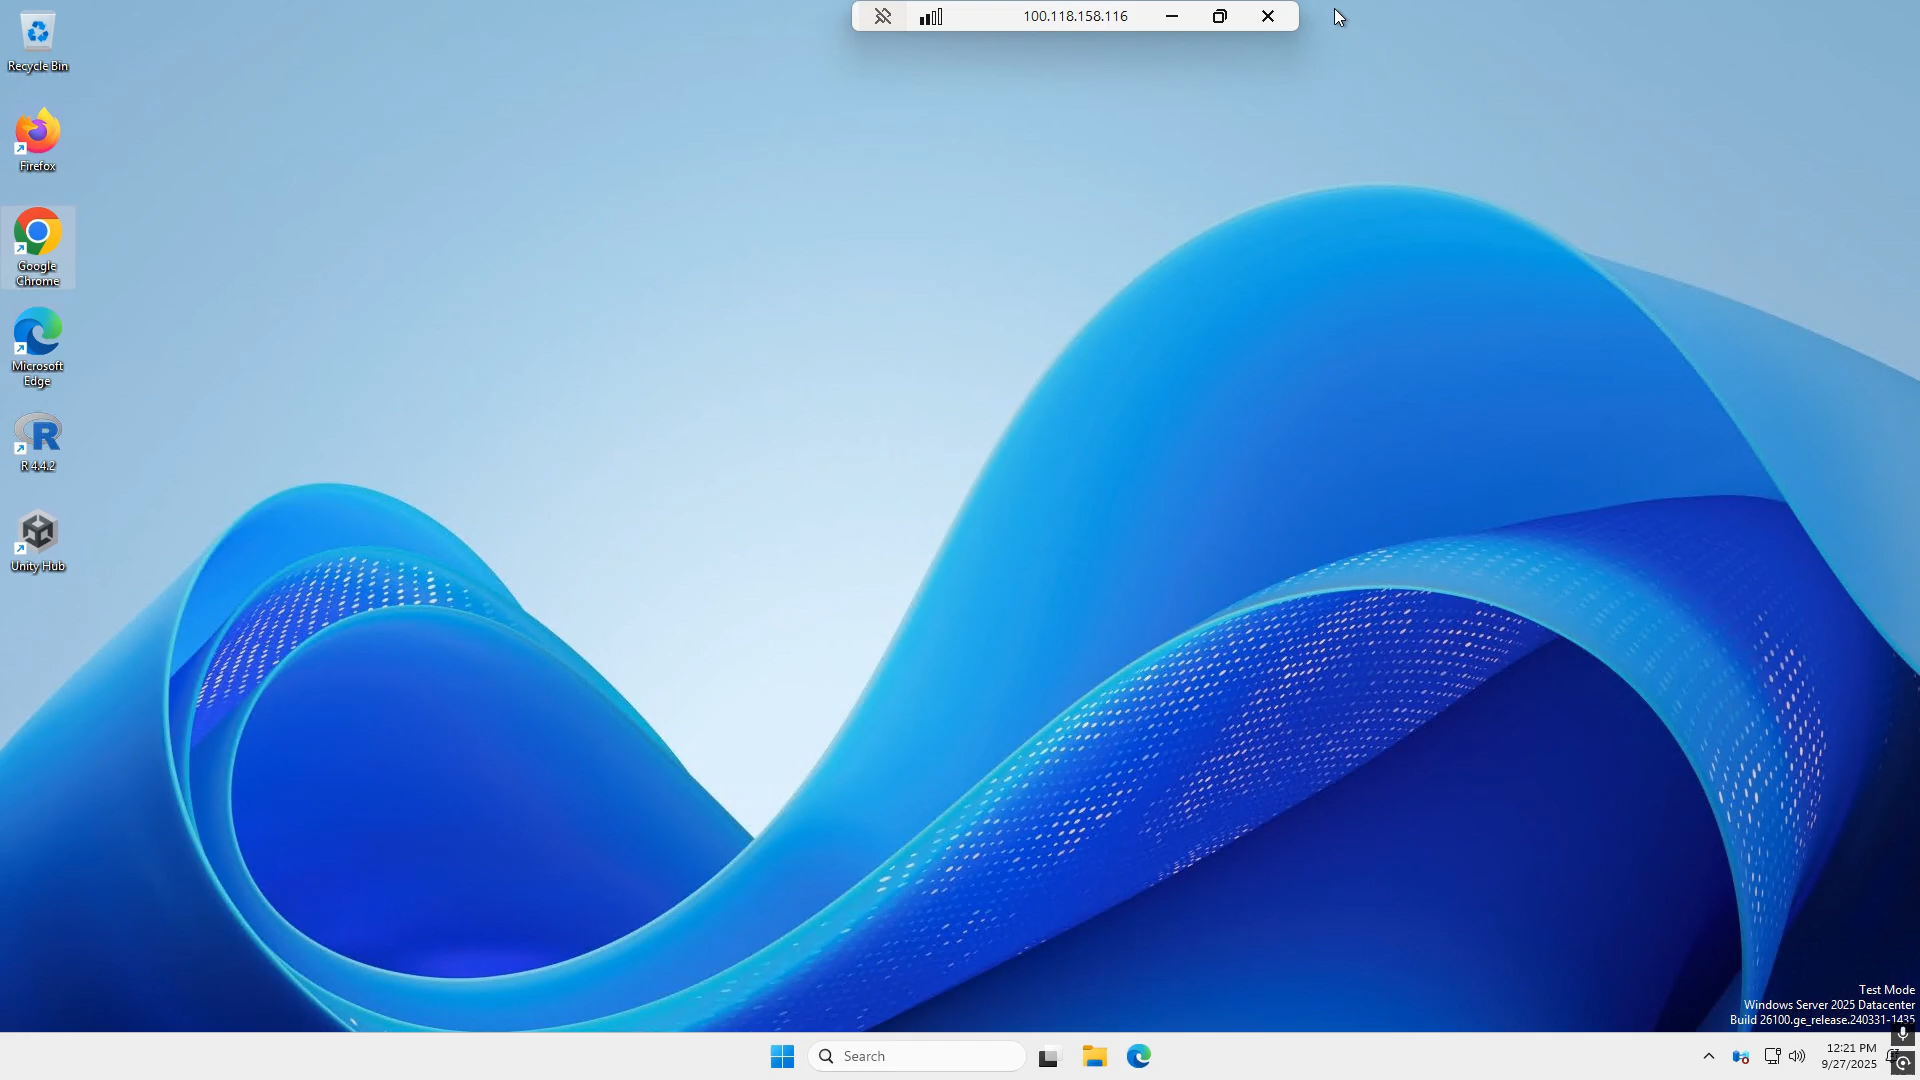 100.118.158.116
Recycle Bin
Firefox
Google
Chrome
Microsoft
Edge
R 4.4.2
Unity Hub
Test Mode
Windows Server 2025 Datacenter
Build 26100.ge_release.240331-1435
Search
12:21 PM
9/27/2025